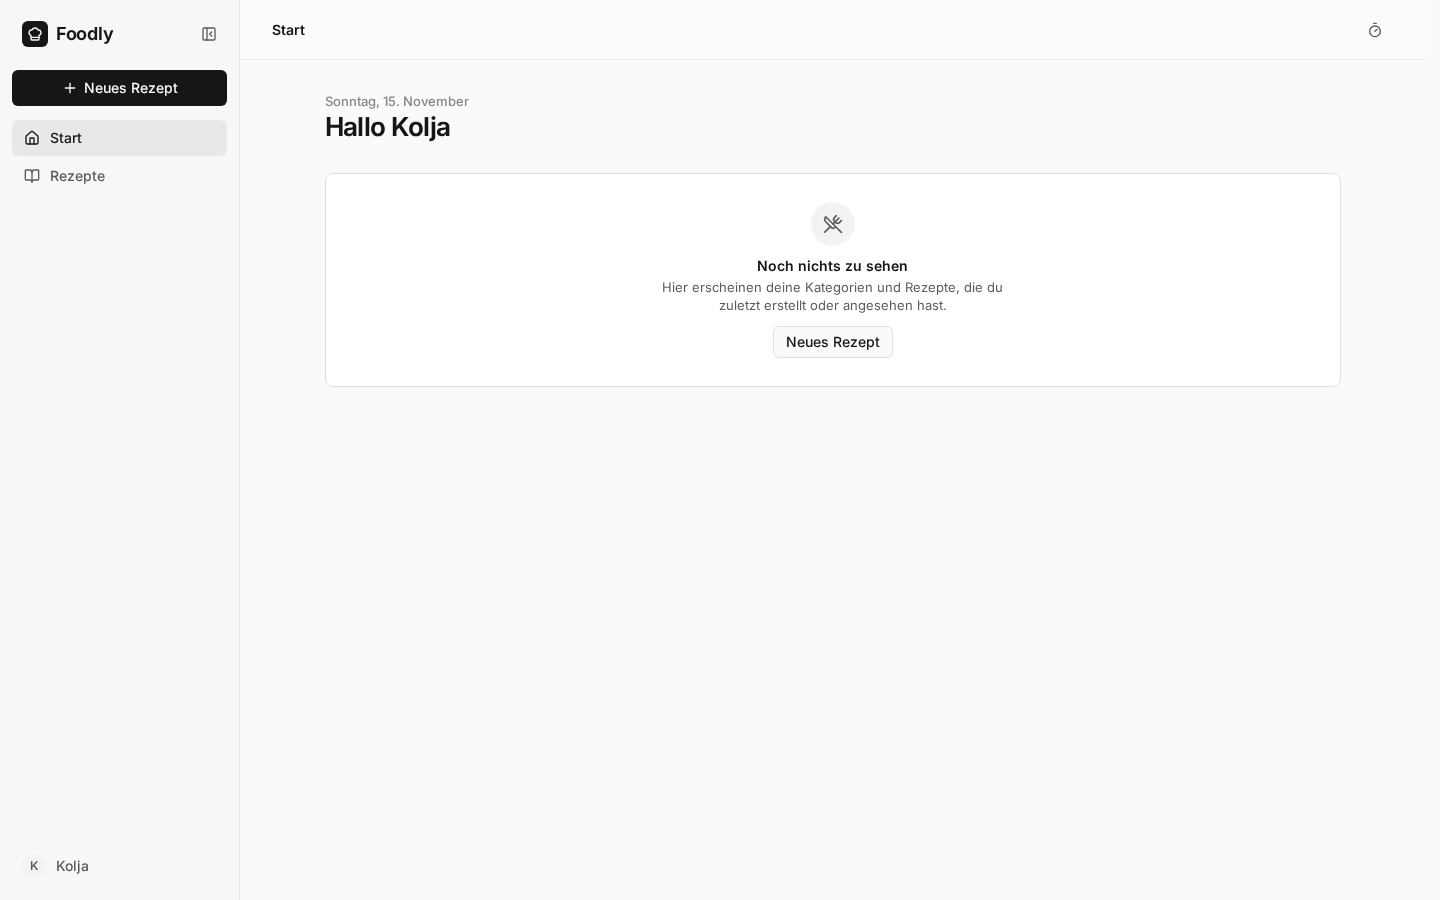 Foodly
Neues Rezept
Start
Rezepte
Kolja
K
Start
Sonntag, 15. November
Hallo Kolja
Noch nichts zu sehen
Hier erscheinen deine Kategorien und Rezepte, die du
zuletzt erstellt oder angesehen hast.
Neues Rezept